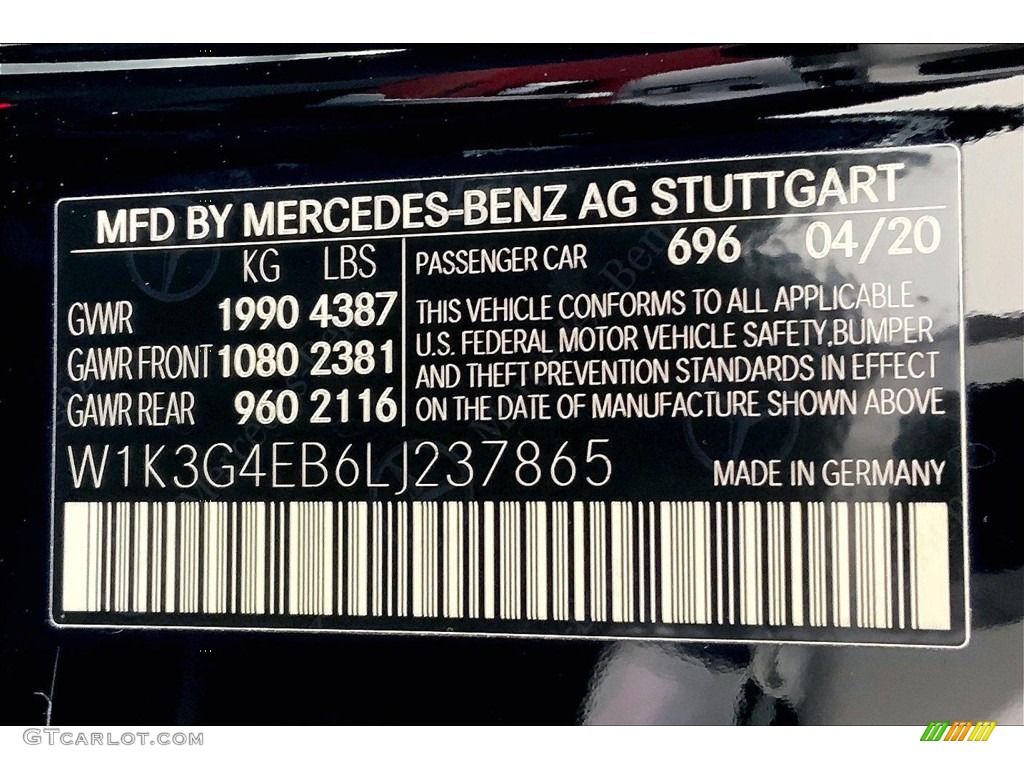 MFD BY MERCEDES-BENZ AG STUTTGART
KG LBS
GVWR 1990 4387
GAWR FRONT 1080 2381
GAWR REAR 960 2116
PASSENGER CAR 696 04/20
THIS VEHICLE CONFORMS TO ALL APPLICABLE
U.S. FEDERAL MOTOR VEHICLE SAFETY,BUMPER
AND THEFT PREVENTION STANDARDS IN EFFECT
ON THE DATE OF MANUFACTURE SHOWN ABOVE
W1K3G4EB6LJ237865
MADE IN GERMANY
GTcarlot.com